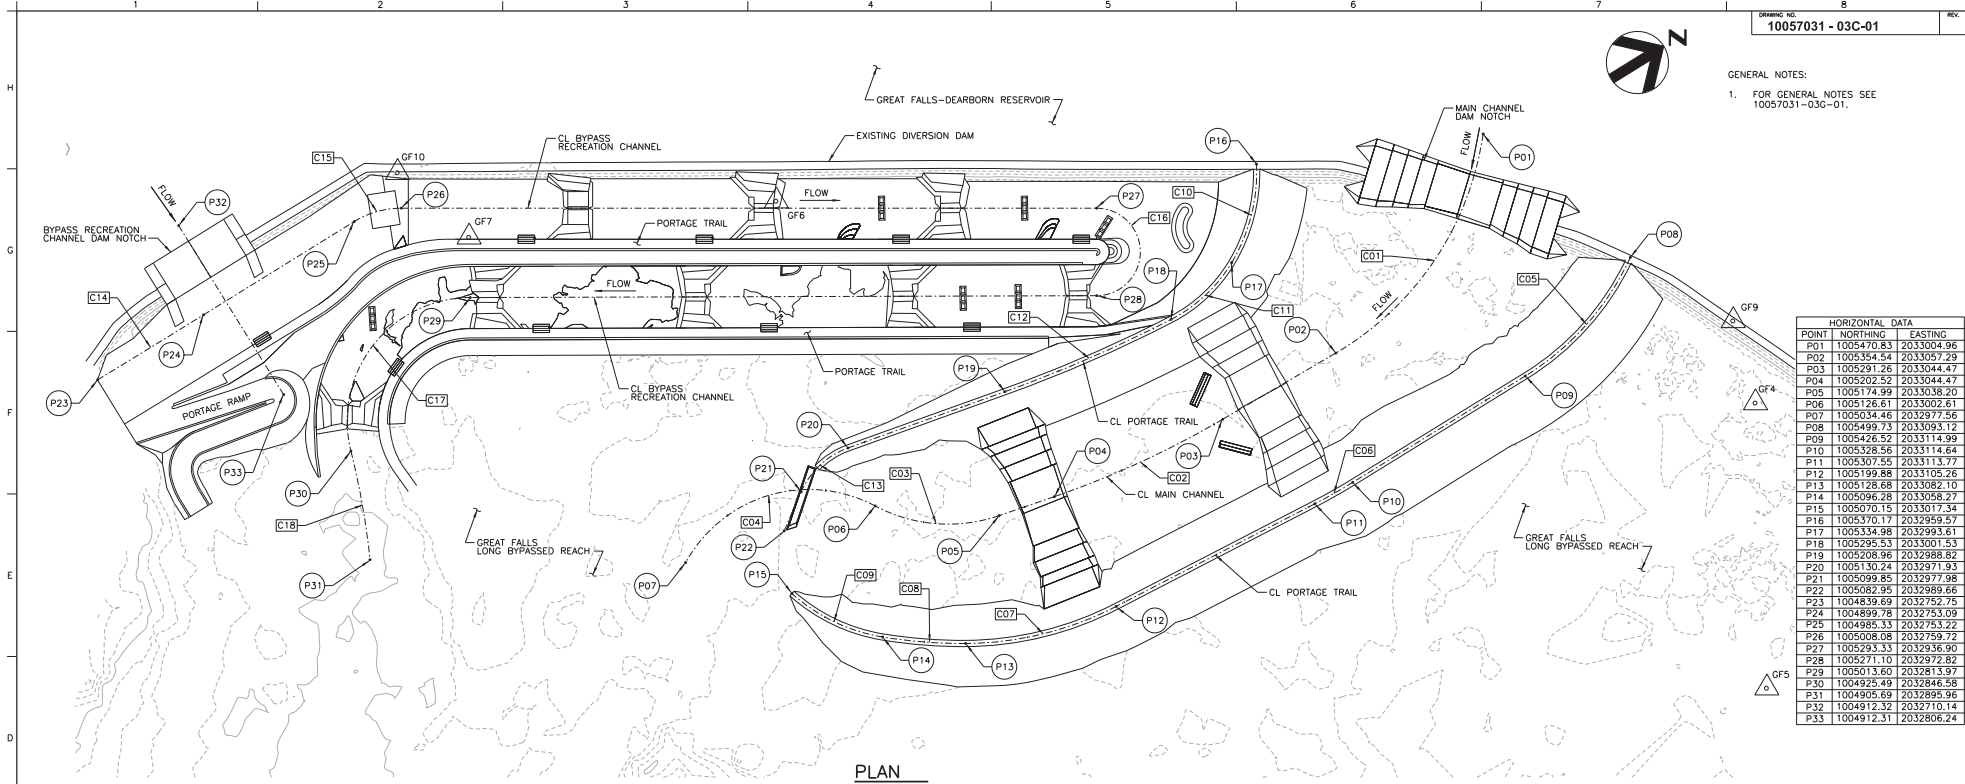 1 2 3 4 5 6 7 8
DRAWING NO.
REV.
10057031 - 03C-01
N
H
GENERAL NOTES:
1. FOR GENERAL NOTES SEE
10057031-03G-01.
GREAT FALLS-DEARBORN RESERVOIR
MAIN CHANNEL
DAM NOTCH
CL BYPASS
RECREATION CHANNEL
EXISTING DIVERSION DAM
P16
FLOW
P01
C15
GF10
P26
FLOW
P32
FLOW
C10
P27
GF6
GF7
C16
PORTAGE TRAIL
BYPASS RECREATION
CHANNEL DAM NOTCH
P08
G
P25
C01
P18
C05
C14
FLOW
P17
FLOW
P28
P29
GF9
C12
C11
P02
P24
P19
PORTAGE TRAIL
P23
PORTAGE RAMP
CL BYPASS
RECREATION CHANNEL
C17
P09
GF4
F
P20
CL PORTAGE TRAIL
P33
P21
C03
P04
P03
C06
C13
C02
P30
CL MAIN CHANNEL
P10
C18
C04
P06
P11
P22
P05
GREAT FALLS
LONG BYPASSED REACH
GREAT FALLS
LONG BYPASSED REACH
E
P31
P07
P15
C09
C08
CL PORTAGE TRAIL
C07
P12
P14
P13
GF5
D
HORIZONTAL DATA
POINT NORTHING EASTING
P01 1005470.83 2033004.96
P02 1005354.54 2033057.29
P03 1005291.26 2033044.47
P04 1005202.52 2033044.47
P05 1005174.99 2033038.20
P06 1005126.61 2033002.61
P07 1005034.46 2032977.56
P08 1005499.73 2033093.12
P09 1005426.52 2033114.99
P10 1005328.56 2033114.64
P11 1005307.55 2033113.77
P12 1005199.88 2033105.26
P13 1005128.68 2033082.10
P14 1005096.28 2033058.27
P15 1005070.15 2033017.34
P16 1005370.17 2032959.57
P17 1005334.98 2032993.61
P18 1005295.53 2033001.53
P19 1005208.96 2032988.82
P20 1005130.24 2032971.93
P21 1005099.85 2032977.98
P22 1005082.95 2032989.66
P23 1004839.69 2032752.75
P24 1004899.78 2032753.09
P25 1004985.33 2032753.22
P26 1005008.08 2032759.72
P27 1005293.33 2032936.90
P28 1005271.10 2032972.82
P29 1005013.60 2032813.97
P30 1004925.49 2032846.58
P31 1004905.69 2032895.96
P32 1004912.32 2032710.14
P33 1004912.31 2032806.24
PLAN